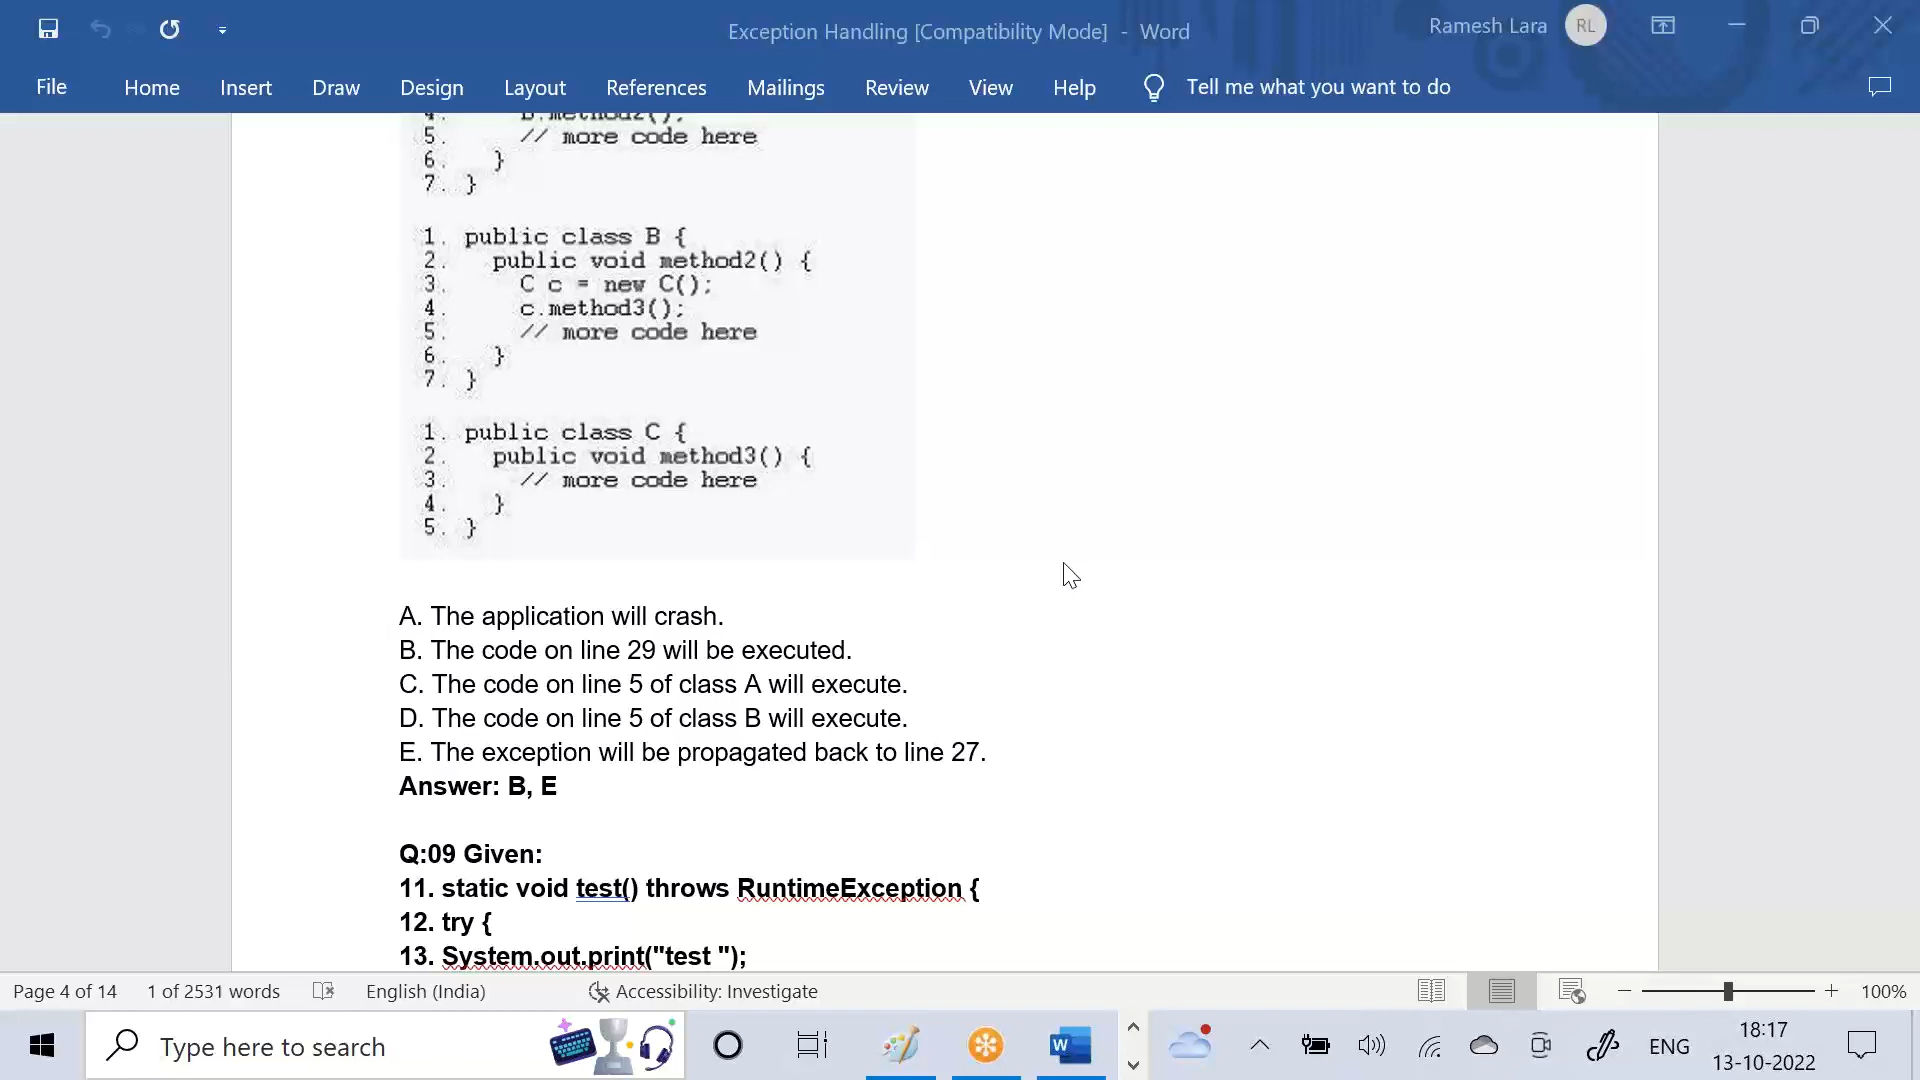 Exception Handling [Compatibility Mode] - Word
Ramesh Lara
RL
File Home Insert Draw Design Layout References Mailings Review View Help Tell me what you want to do
4. B.method2();
5. // more code here
6. }
7. }
1. public class B {
2. public void method2() {
3. C c = new C();
4. c.method3();
5. // more code here
6. }
7. }
1. public class C {
2. public void method3() {
3. // more code here
4. }
5. }
A. The application will crash.
B. The code on line 29 will be executed.
C. The code on line 5 of class A will execute.
D. The code on line 5 of class B will execute.
E. The exception will be propagated back to line 27.
Answer: B, E
Q:09 Given:
11. static void test() throws RuntimeException {
12. try {
13. System.out.print("test ");
Page 4 of 14 1 of 2531 words English (India) Accessibility: Investigate 100%
Type here to search
W
ENG
18:17
13-10-2022